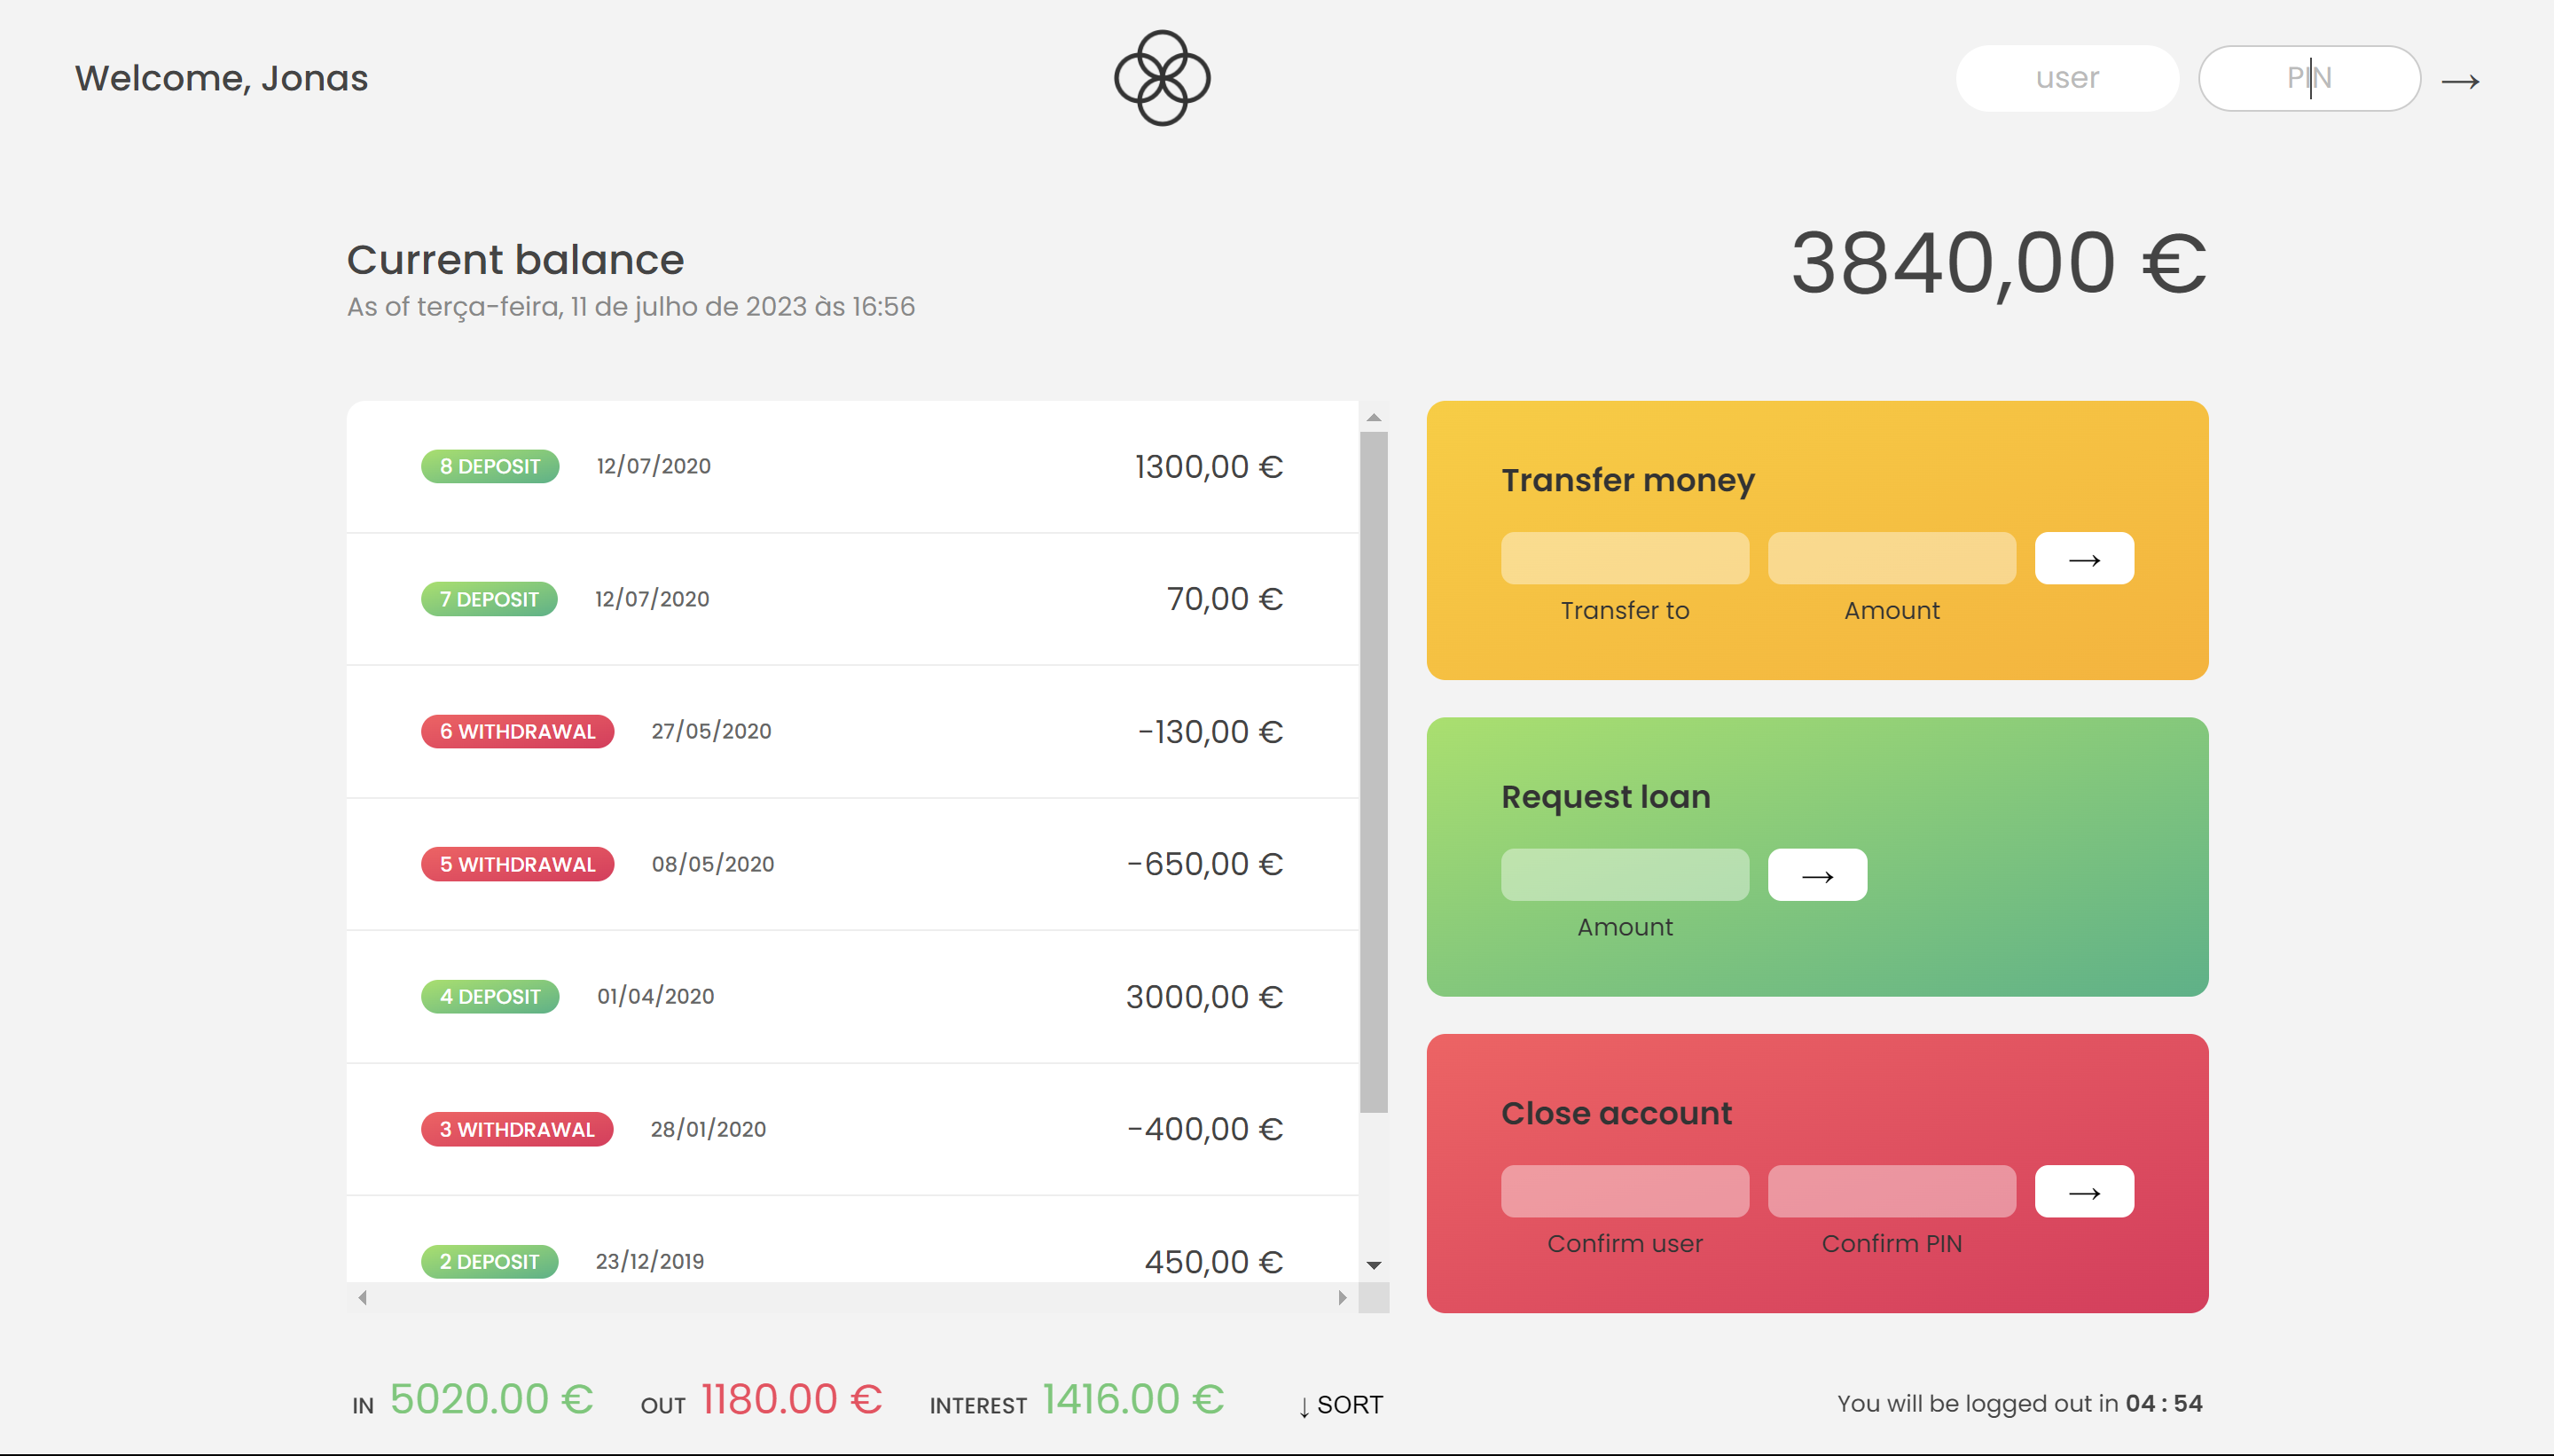 Welcome, Jonas
user
PIN
→
Current balance
As of terça-feira, 11 de julho de 2023 às 16:56
3840,00 €
8 DEPOSIT 12/07/2020 1300,00 €
7 DEPOSIT 12/07/2020 70,00 €
6 WITHDRAWAL 27/05/2020 -130,00 €
5 WITHDRAWAL 08/05/2020 -650,00 €
4 DEPOSIT 01/04/2020 3000,00 €
3 WITHDRAWAL 28/01/2020 -400,00 €
2 DEPOSIT 23/12/2019 450,00 €
Transfer money
→
Transfer to Amount
Request loan
→
Amount
Close account
→
Confirm user Confirm PIN
IN 5020.00 € OUT 1180.00 € INTEREST 1416.00 € ↓ SORT
You will be logged out in 04 : 54